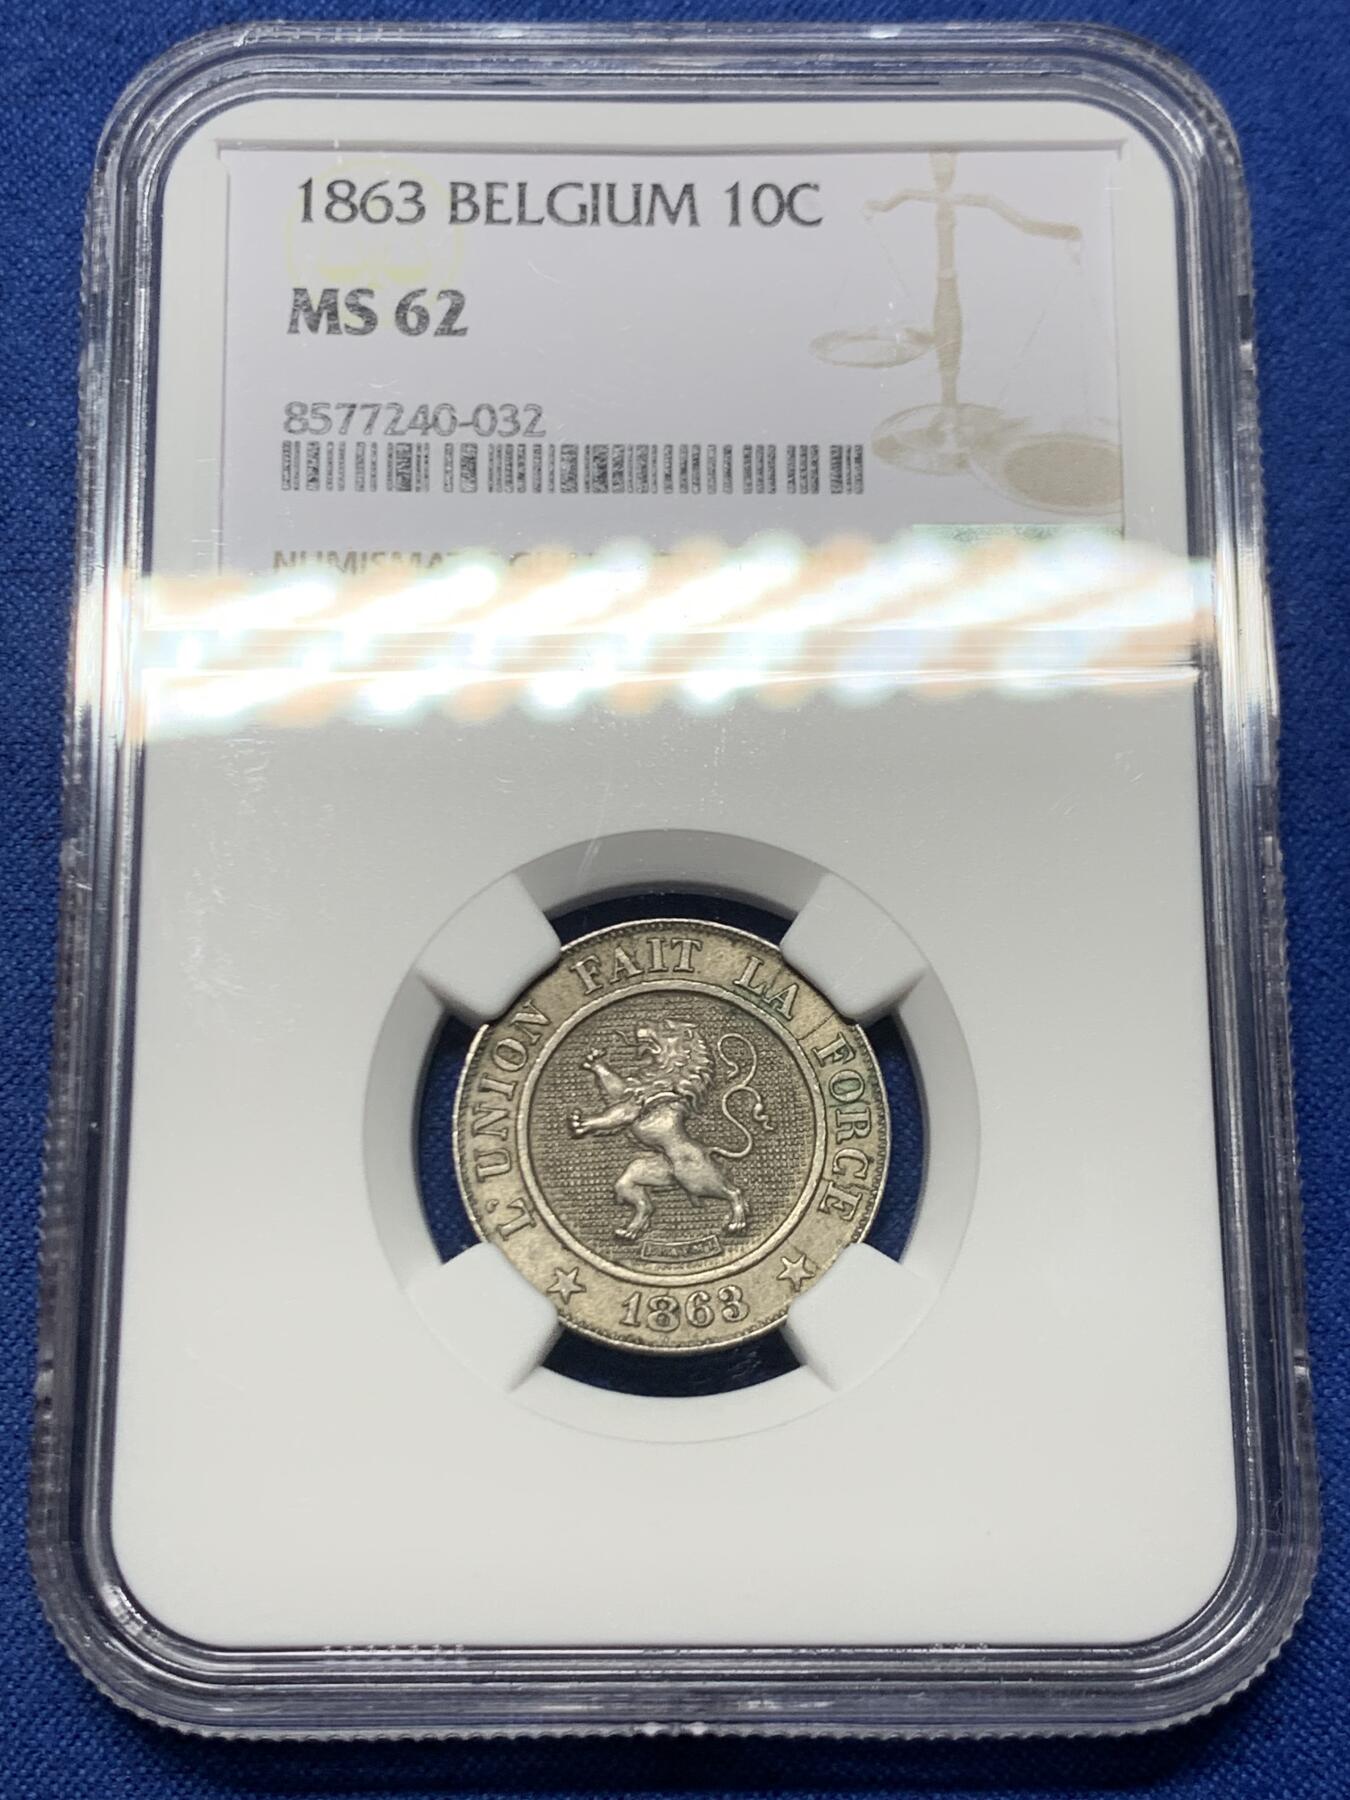 1863 BELGIUM 10C
MS 62
8577240-032
L'UNION FAIT LA FORCE
1863